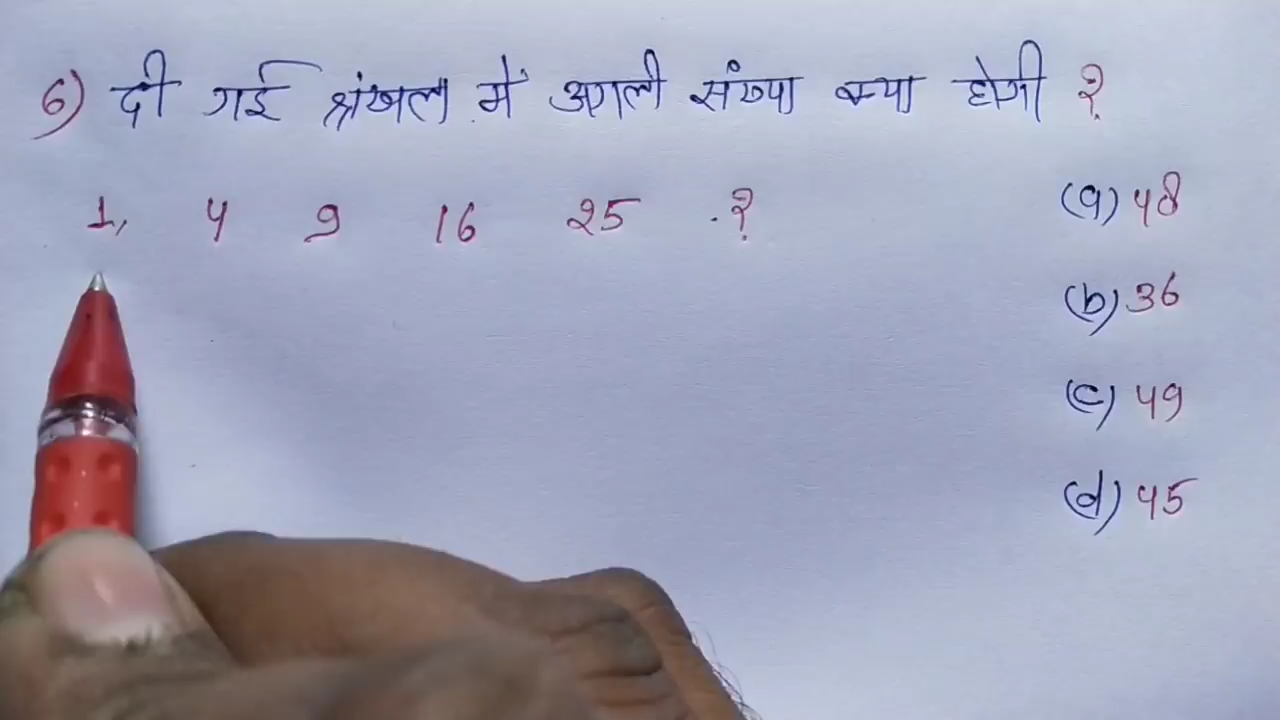 6) दी गई श्रंखल में अगली संख्या क्या होगी ?
1, 4 9 16 25 ?
(a) 48
(b) 36
(c) 49
(d) 45